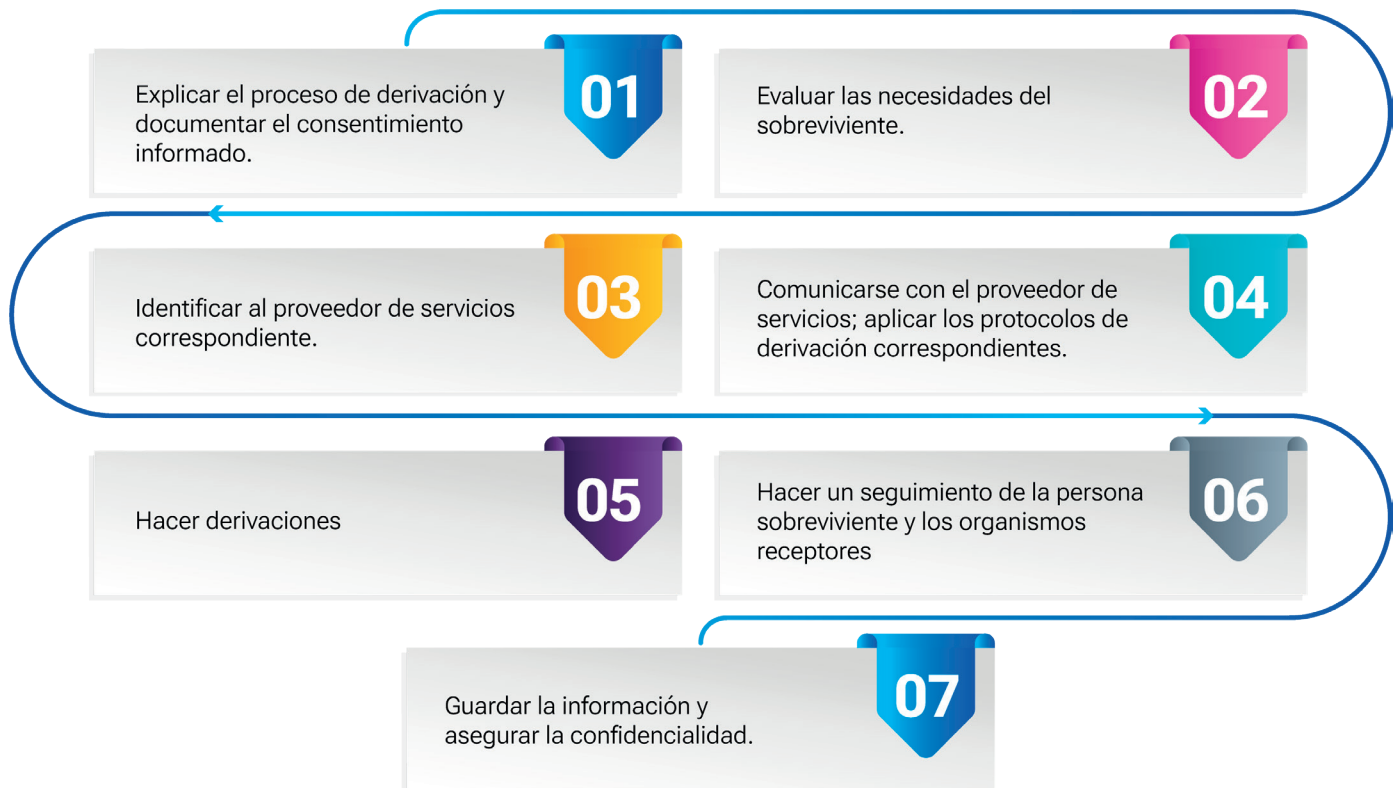 01
Explicar el proceso de derivación y
documentar el consentimiento
informado.
02
Evaluar las necesidades del
sobreviviente.
03
Identificar al proveedor de servicios
correspondiente.
04
Comunicarse con el proveedor de
servicios; aplicar los protocolos de
derivación correspondientes.
05
Hacer derivaciones
06
Hacer un seguimiento de la persona
sobreviviente y los organismos
receptores
07
Guardar la información y
asegurar la confidencialidad.